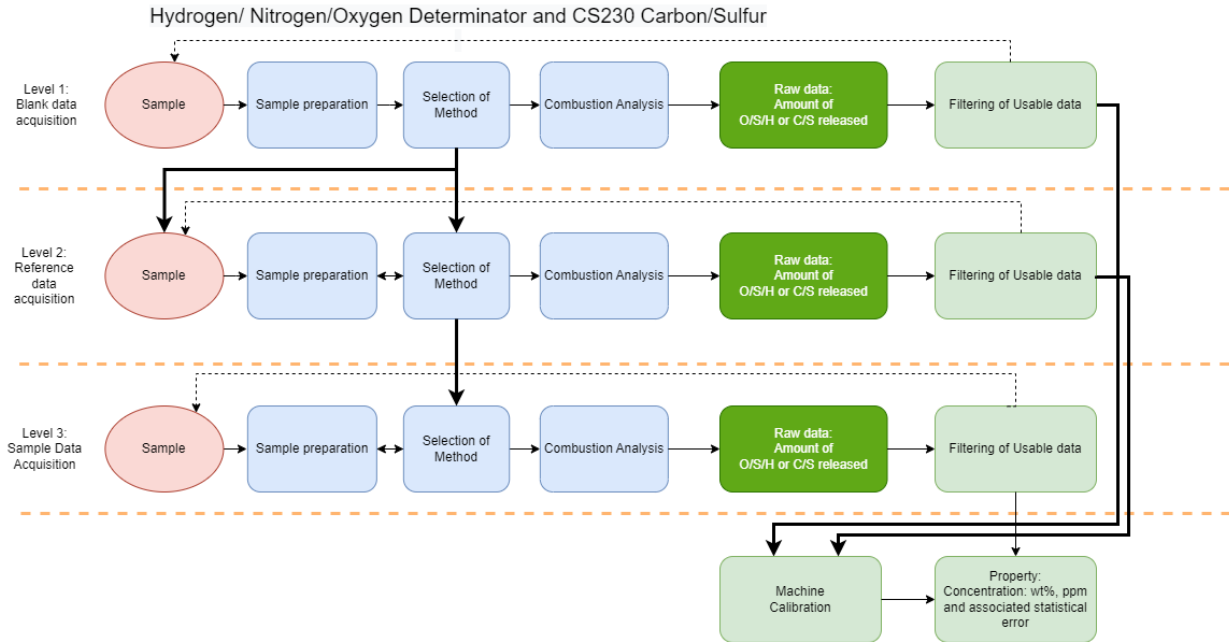 Hydrogen/ Nitrogen/Oxygen Determinator and CS230 Carbon/Sulfur
Level 1:
Blank data
acquisition
Sample
Sample preparation
Selection of
Method
Combustion Analysis
Raw data:
Amount of
O/S/H or C/S released
Filtering of Usable data
Level 2:
Reference
data
acquisition
Sample
Sample preparation
Selection of
Method
Combustion Analysis
Raw data:
Amount of
O/S/H or C/S released
Filtering of Usable data
Level 3:
Sample Data
Acquisition
Sample
Sample preparation
Selection of
Method
Combustion Analysis
Raw data:
Amount of
O/S/H or C/S released
Filtering of Usable data
Machine
Calibration
Property:
Concentration: wt%, ppm
and associated statistical
error